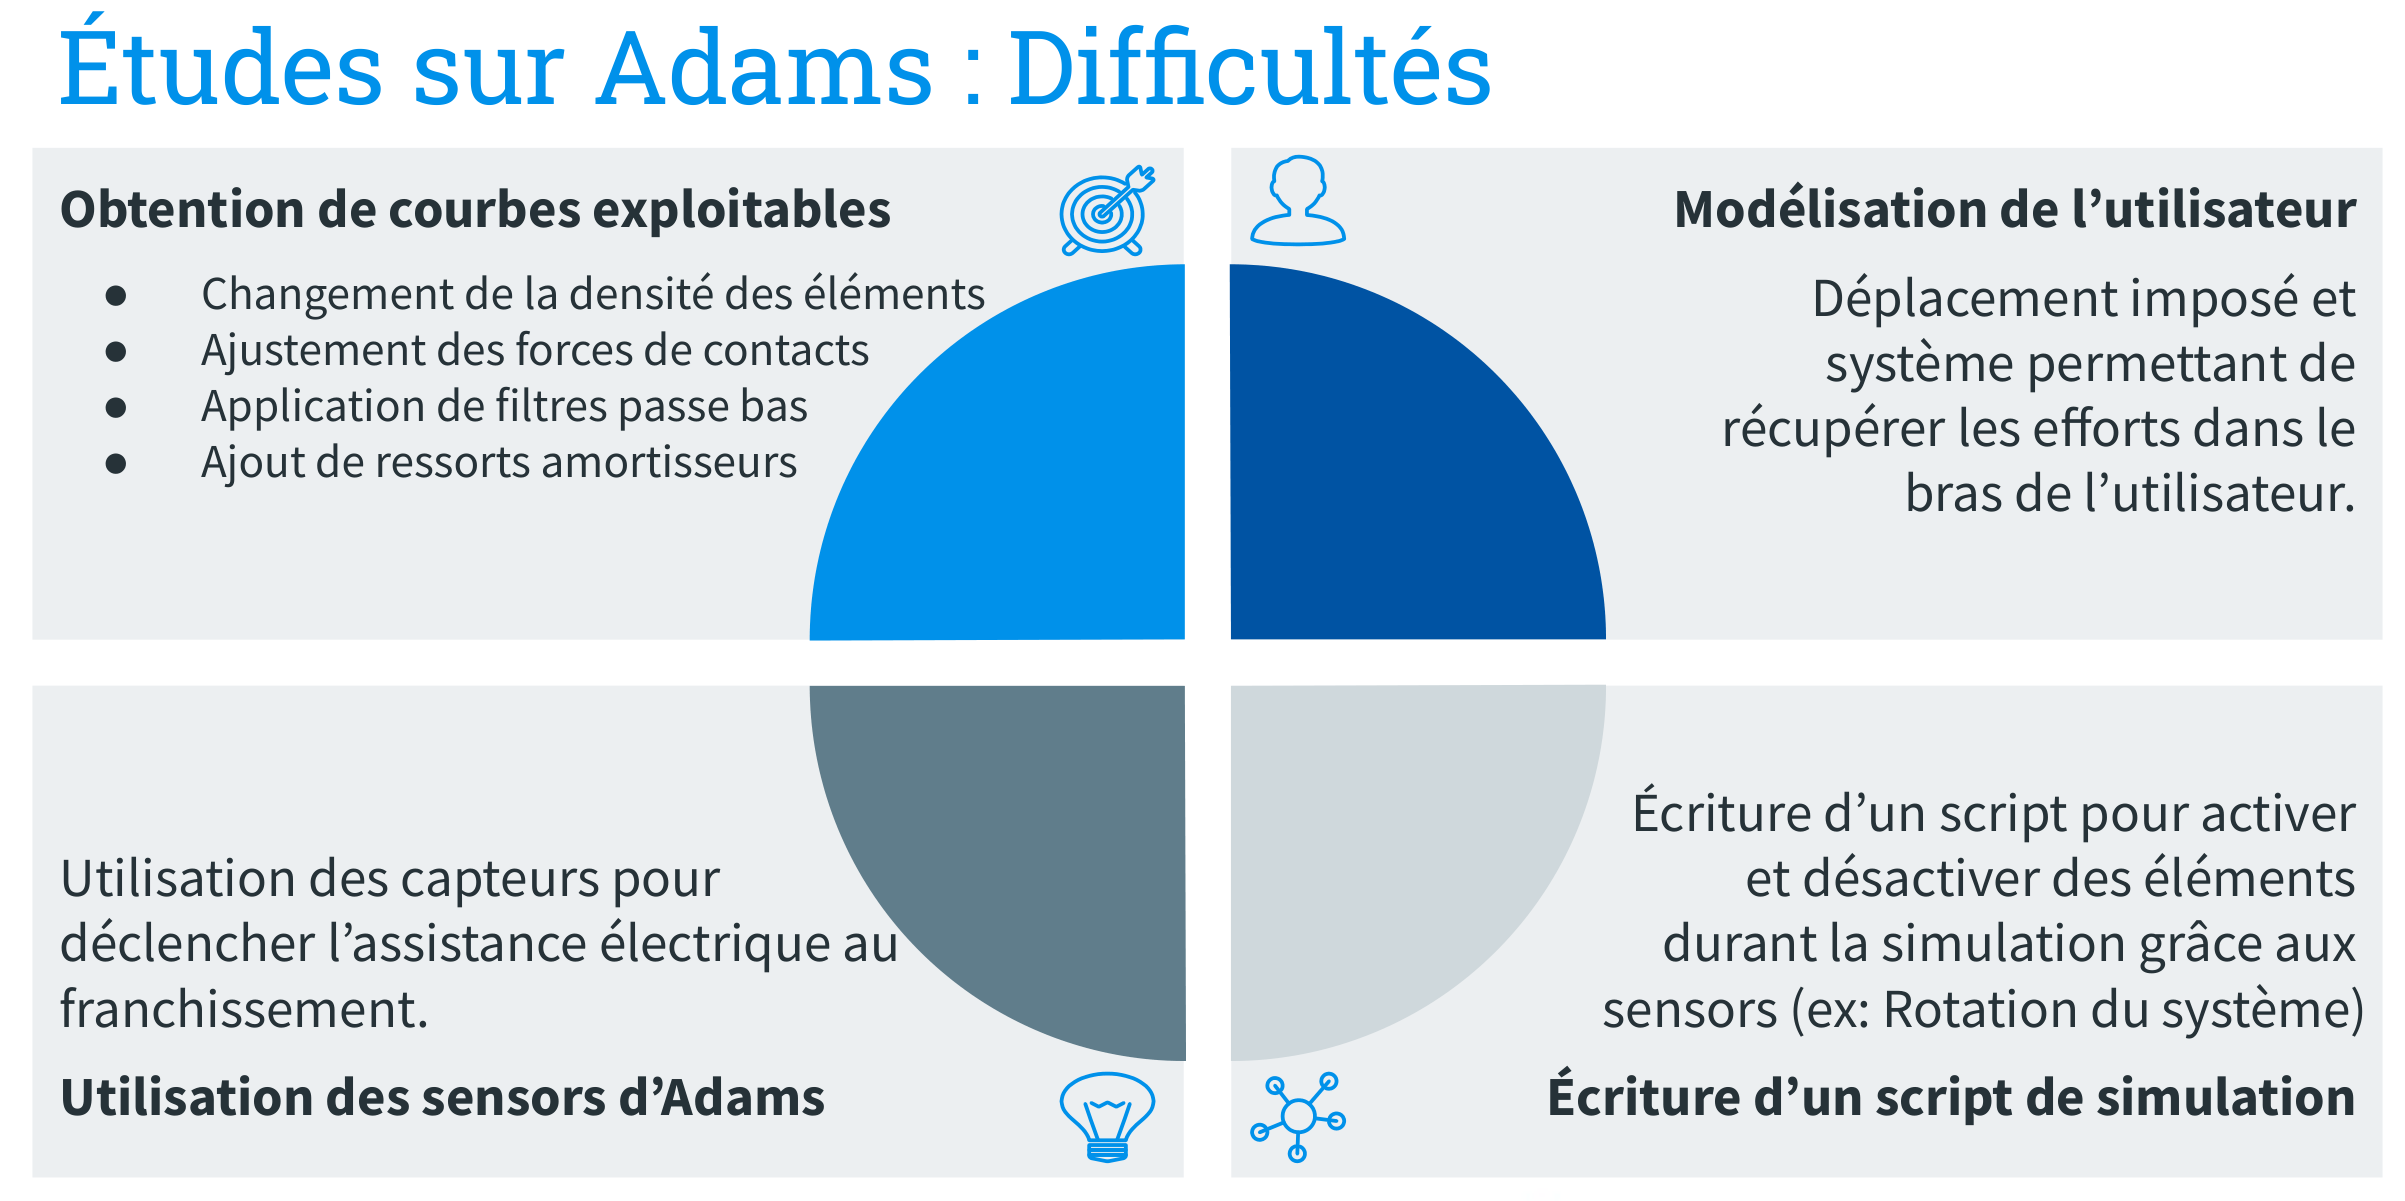 Études sur Adams : Difficultés
Obtention de courbes exploitables
● Changement de la densité des éléments
● Ajustement des forces de contacts
● Application de filtres passe bas
● Ajout de ressorts amortisseurs
Modélisation de l’utilisateur
Déplacement imposé et
système permettant de
récupérer les efforts dans le
bras de l’utilisateur.
Utilisation des capteurs pour
déclencher l’assistance électrique au
franchissement.
Utilisation des sensors d’Adams
Écriture d’un script pour activer
et désactiver des éléments
durant la simulation grâce aux
sensors (ex: Rotation du système)
Écriture d’un script de simulation